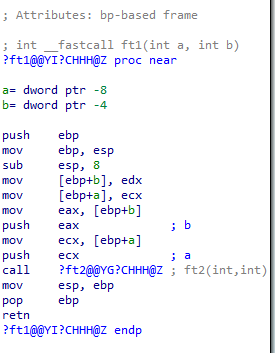 ; Attributes: bp-based frame
; int __fastcall ft1(int a, int b)
?ft1@@YI?CHHH@Z proc near
a= dword ptr -8
b= dword ptr -4
push ebp
mov ebp, esp
sub esp, 8
mov [ebp+b], edx
mov [ebp+a], ecx
mov eax, [ebp+b]
push eax ; b
mov ecx, [ebp+a]
push ecx ; a
call ?ft2@@YG?CHHH@Z ; ft2(int,int)
mov esp, ebp
pop ebp
retn
?ft1@@YI?CHHH@Z endp